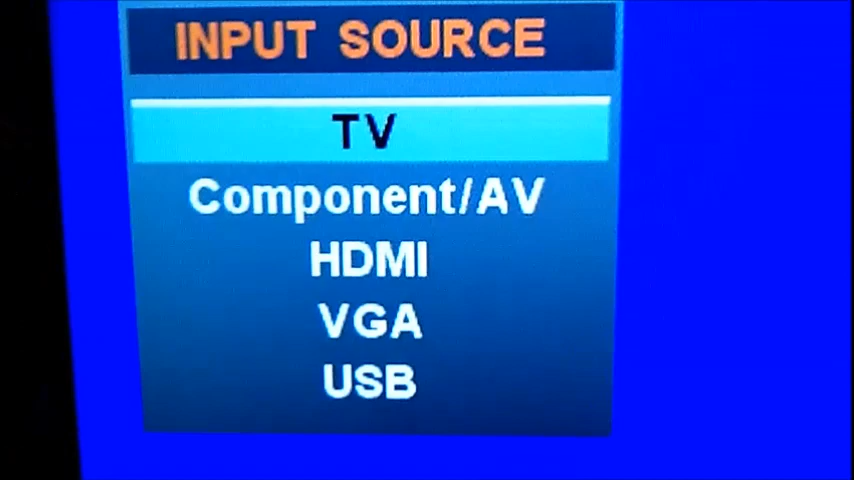 INPUT SOURCE
TV
Component/AV
HDMI
VGA
USB